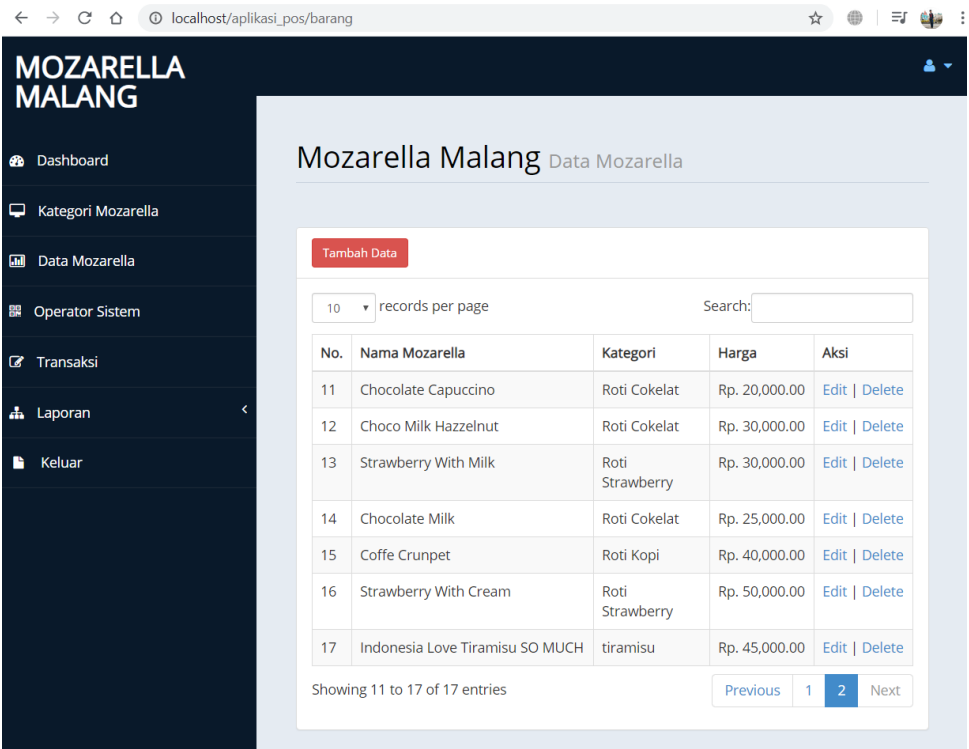 localhost/aplikasi_pos/barang
MOZARELLA
MALANG
Dashboard
Kategori Mozarella
Data Mozarella
Operator Sistem
Transaksi
Laporan
Keluar
Mozarella Malang Data Mozarella
Tambah Data
10 records per page Search:
No. Nama Mozarella Kategori Harga Aksi
11 Chocolate Capuccino Roti Cokelat Rp. 20,000.00 Edit | Delete
12 Choco Milk Hazzelnut Roti Cokelat Rp. 30,000.00 Edit | Delete
13 Strawberry With Milk Roti Rp. 30,000.00 Edit | Delete
Strawberry
14 Chocolate Milk Roti Cokelat Rp. 25,000.00 Edit | Delete
15 Coffe Crunpet Roti Kopi Rp. 40,000.00 Edit | Delete
16 Strawberry With Cream Roti Rp. 50,000.00 Edit | Delete
Strawberry
17 Indonesia Love Tiramisu SO MUCH tiramisu Rp. 45,000.00 Edit | Delete
Showing 11 to 17 of 17 entries Previous 1 2 Next